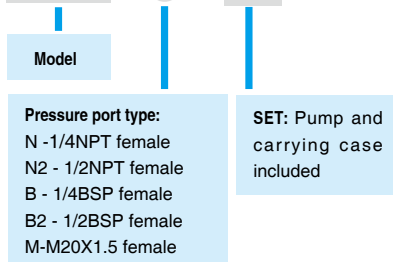 Model
Pressure port type:
N -1/4NPT female
N2 - 1/2NPT female
B - 1/4BSP female
B2 - 1/2BSP female
M-M20X1.5 female
SET: Pump and
carrying case
included